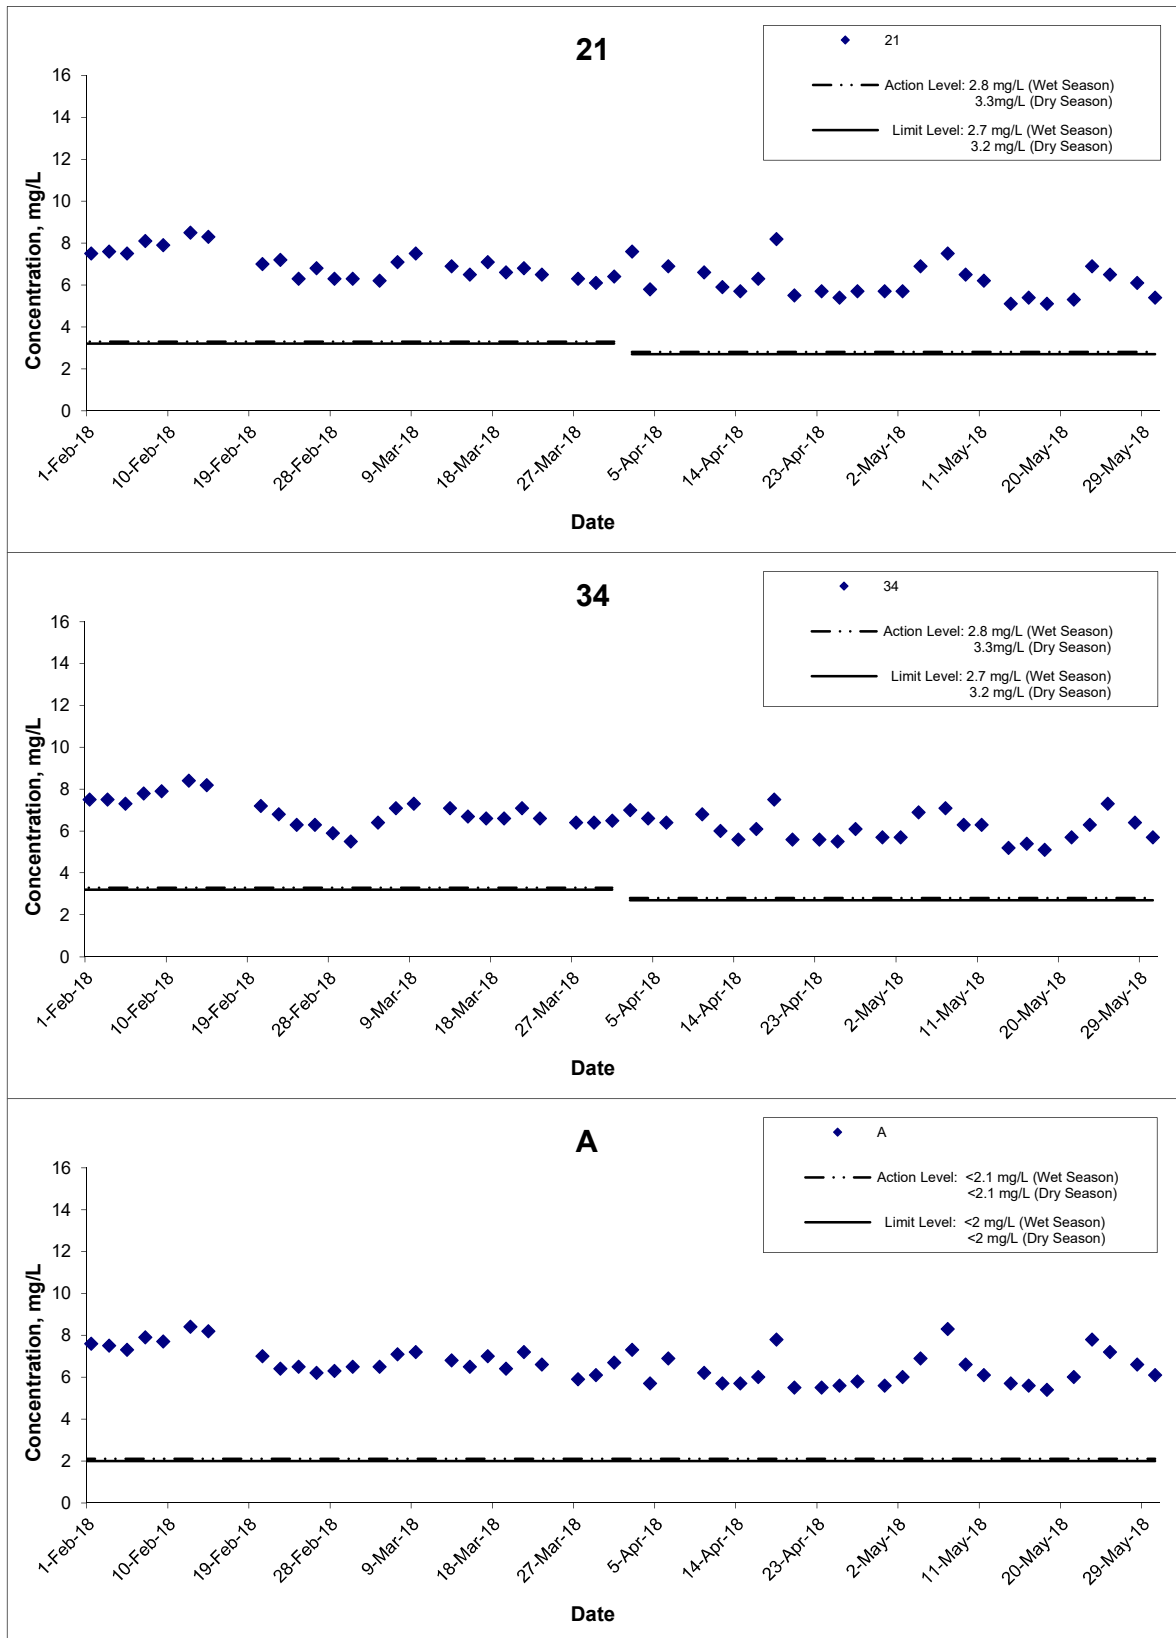 21
21
Action Level: 2.8 mg/L (Wet Season)
3.3mg/L (Dry Season)
Limit Level: 2.7 mg/L (Wet Season)
3.2 mg/L (Dry Season)
Concentration, mg/L
16
14
12
10
8
6
4
2
0
1-Feb-18
10-Feb-18
19-Feb-18
28-Feb-18
9-Mar-18
18-Mar-18
27-Mar-18
5-Apr-18
14-Apr-18
23-Apr-18
2-May-18
11-May-18
20-May-18
29-May-18
Date
34
34
Action Level: 2.8 mg/L (Wet Season)
3.3mg/L (Dry Season)
Limit Level: 2.7 mg/L (Wet Season)
3.2 mg/L (Dry Season)
Concentration, mg/L
16
14
12
10
8
6
4
2
0
1-Feb-18
10-Feb-18
19-Feb-18
28-Feb-18
9-Mar-18
18-Mar-18
27-Mar-18
5-Apr-18
14-Apr-18
23-Apr-18
2-May-18
11-May-18
20-May-18
29-May-18
Date
A
A
Action Level: <2.1 mg/L (Wet Season)
<2.1 mg/L (Dry Season)
Limit Level: <2 mg/L (Wet Season)
<2 mg/L (Dry Season)
Concentration, mg/L
16
14
12
10
8
6
4
2
0
1-Feb-18
10-Feb-18
19-Feb-18
28-Feb-18
9-Mar-18
18-Mar-18
27-Mar-18
5-Apr-18
14-Apr-18
23-Apr-18
2-May-18
11-May-18
20-May-18
29-May-18
Date